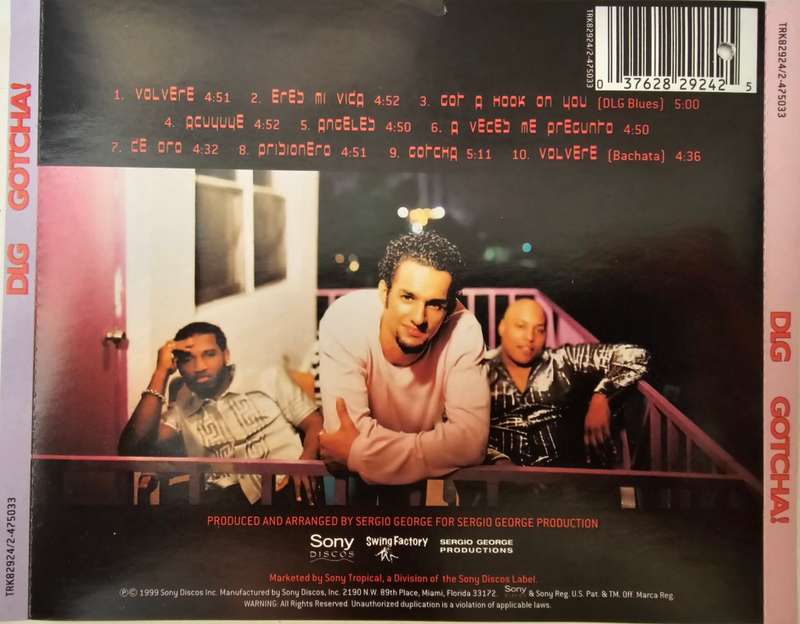 TRK82924/2-475033
0 37628 29242 5
1. VOLVERE 4:51 2. ERES MI VIDA 4:52 3. GOT A HOOK ON YOU (DLG Blues) 5:00
4. ACUYUYE 4:52 5. ANGELES 4:50 6. A VECES ME PREGUNTO 4:50
7. DE ORO 4:32 8. PRISIONERO 4:51 9. GOTCHA 5:11 10. VOLVERE (Bachata) 4:36
DLG GOTCHA!
TRK82924/2-475033
TRK82924/2-475033
DLG GOTCHA!
PRODUCED AND ARRANGED BY SERGIO GEORGE FOR SERGIO GEORGE PRODUCTION
Sony DISCOS
Swing Factory
SERGIO GEORGE PRODUCTIONS
Marketed by Sony Tropical, a Division of the Sony Discos Label.
℗© 1999 Sony Discos Inc. Manufactured by Sony Discos, Inc. 2190 N.W. 89th Place, Miami, Florida 33172. Sony DISCOS & Sony Reg. U.S. Pat. & TM. Off. Marca Reg.
WARNING: All Rights Reserved. Unauthorized duplication is a violation of applicable laws.